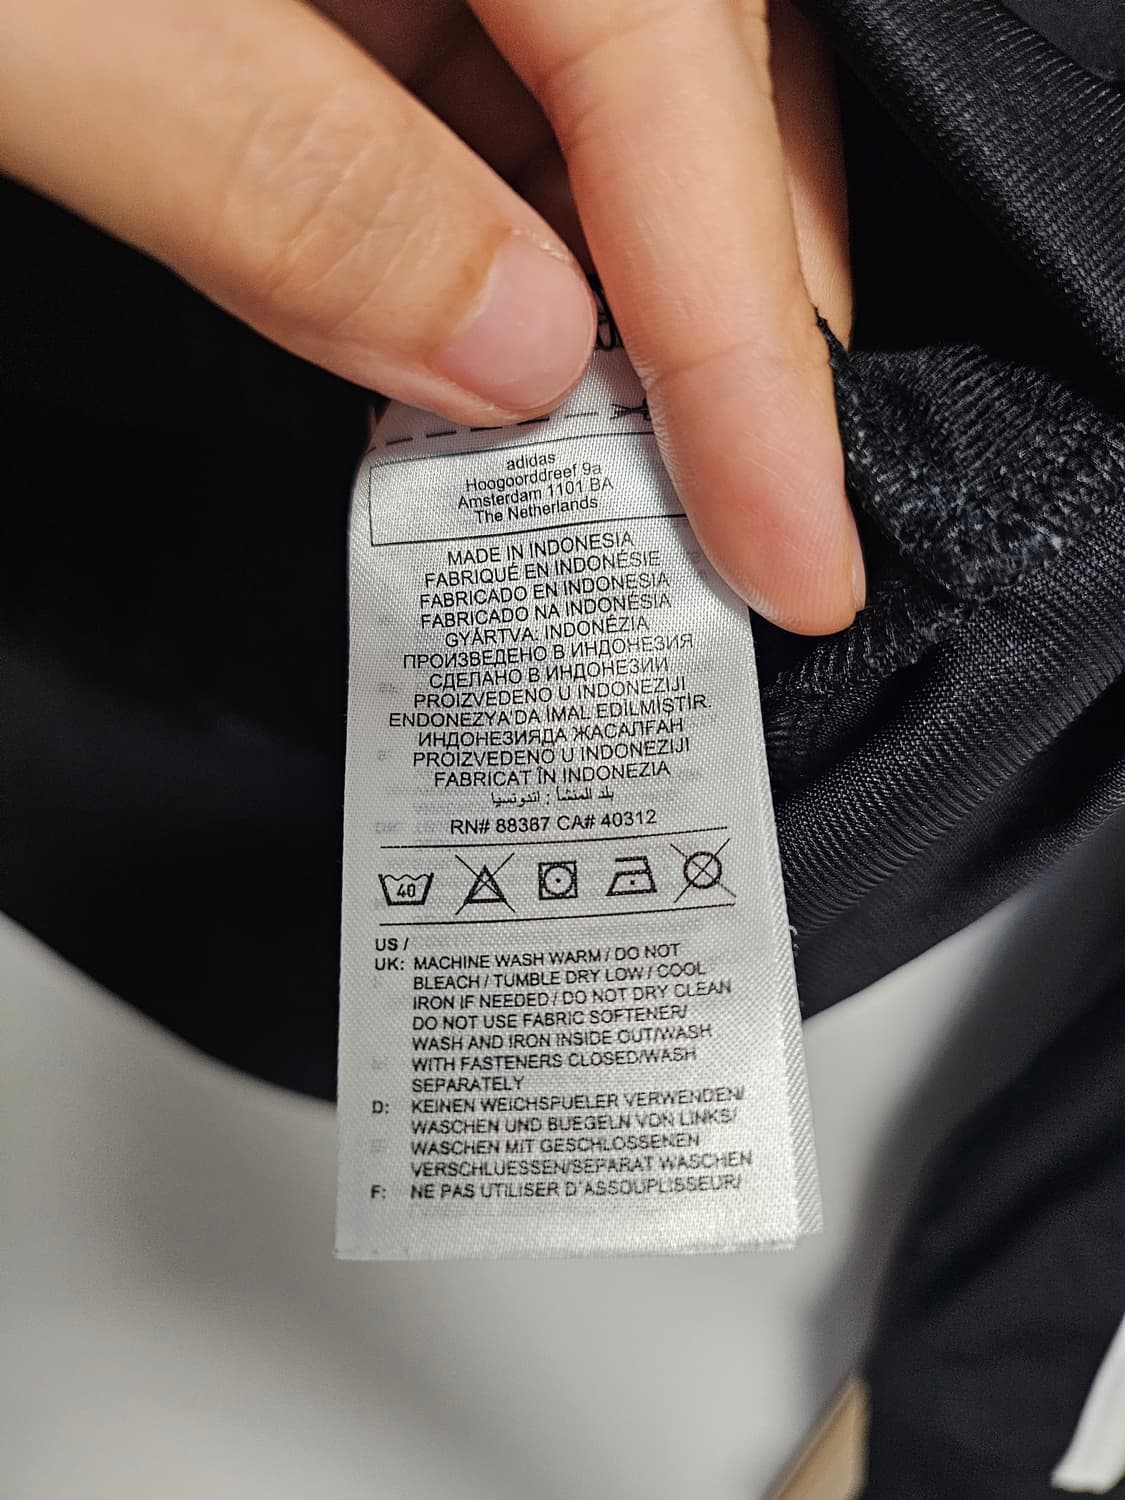 adidas
Hoogoorddreef 9a
Amsterdam 1101 BA
The Netherlands
MADE IN INDONESIA
FABRIQUÉ EN INDONÉSIE
FABRICADO EN INDONESIA
FABRICADO NA INDONÉSIA
GYÁRTVA: INDONÉZIA
ПРОИЗВЕДЕНО В ИНДОНЕЗИЯ
СДЕЛАНО В ИНДОНЕЗИИ
PROIZVEDENO U INDONEZIJI
ENDONEZYA'DA İMAL EDİLMİŞTİR.
ИНДОНЕЗИЯДА ЖАСАЛҒАН
PROIZVEDENO U INDONEZIJI
FABRICAT ÎN INDONEZIA
بلد المنشأ : اندونسيا
RN# 88387 CA# 40312
40
US /
UK: MACHINE WASH WARM / DO NOT
BLEACH / TUMBLE DRY LOW / COOL
IRON IF NEEDED / DO NOT DRY CLEAN
DO NOT USE FABRIC SOFTENER/
WASH AND IRON INSIDE OUT/WASH
WITH FASTENERS CLOSED/WASH
SEPARATELY
D: KEINEN WEICHSPUELER VERWENDEN/
WASCHEN UND BUEGELN VON LINKS/
WASCHEN MIT GESCHLOSSENEN
VERSCHLUESSEN/SEPARAT WASCHEN
F: NE PAS UTILISER D'ASSOUPLISSEUR/